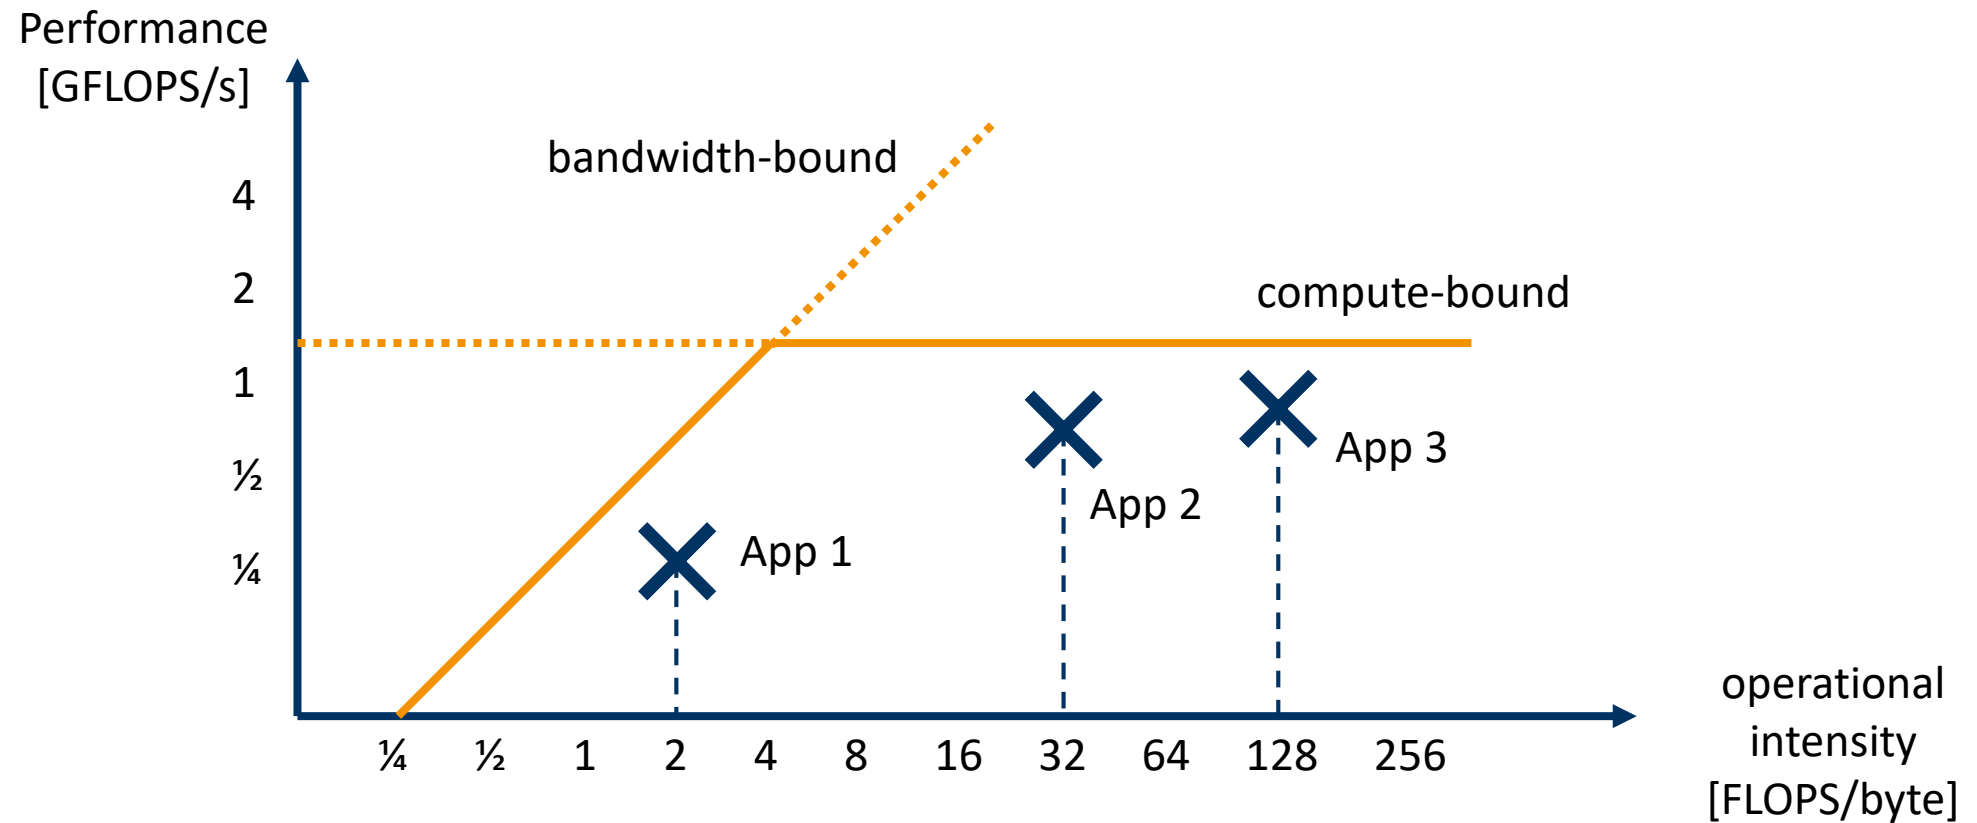 Performance
[GFLOPS/s]
bandwidth-bound
4
2
compute-bound
1
½
¼
App 1
App 2
App 3
¼ ½ 1 2 4 8 16 32 64 128 256
operational
intensity
[FLOPS/byte]